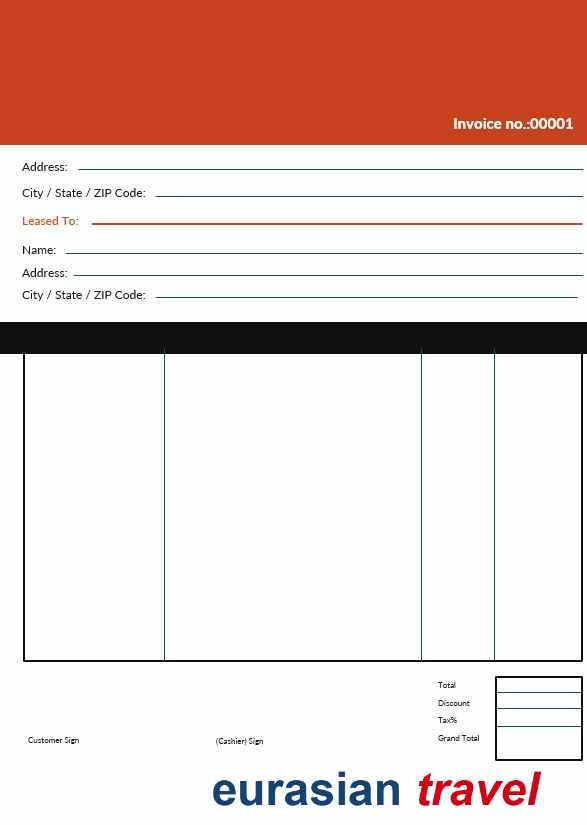 Invoice no.:00001
Address:
City / State / ZIP Code:
Leased To:
Name:
Address:
City / State / ZIP Code:
Total
Discount
Tax%
Grand Total
Customer Sign
(Cashier) Sign
eurasian travel